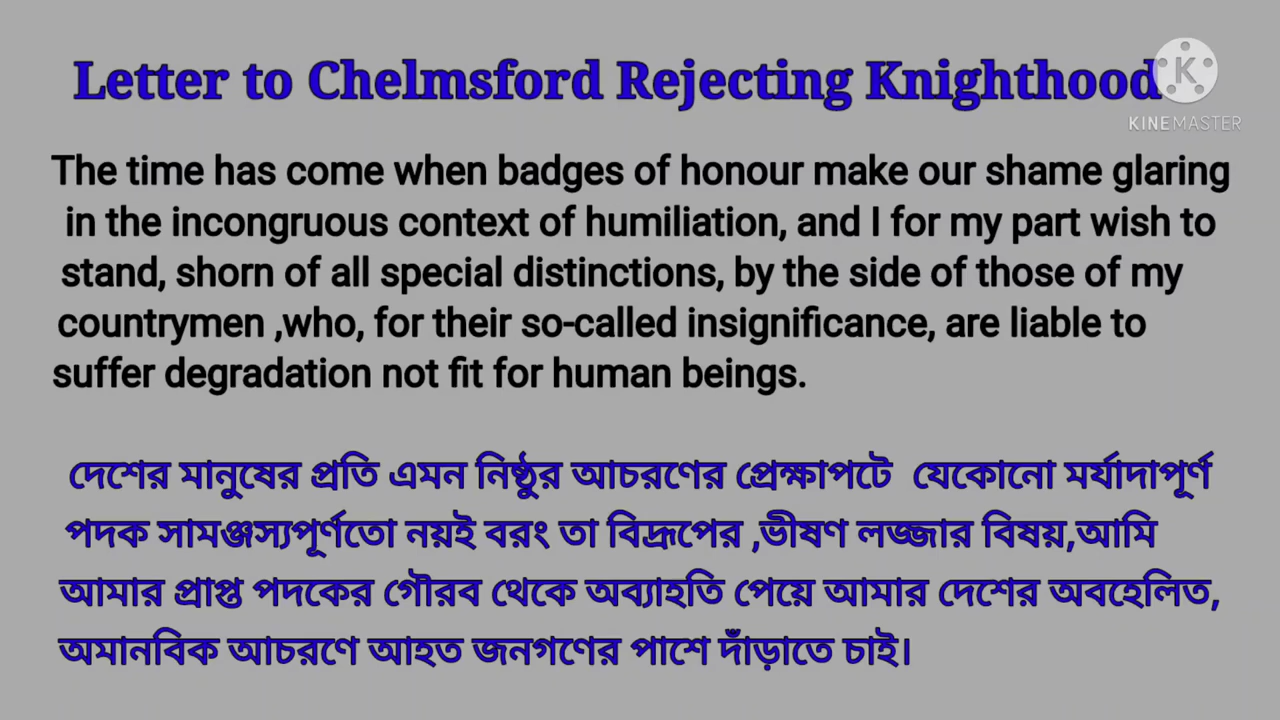 Letter to Chelmsford Rejecting Knighthood
K
KINEMASTER
The time has come when badges of honour make our shame glaring
in the incongruous context of humiliation, and I for my part wish to
stand, shorn of all special distinctions, by the side of those of my
countrymen ,who, for their so-called insignificance, are liable to
suffer degradation not fit for human beings.
দেশের মানুষের প্রতি এমন নিষ্ঠুর আচরণের প্রেক্ষাপটে যেকোনো মর্যাদাপূর্ণ
পদক সামঞ্জস্যপূর্ণতো নয়ই বরং তা বিদ্রূপের ,ভীষণ লজ্জার বিষয়,আমি
আমার প্রাপ্ত পদকের গৌরব থেকে অব্যাহতি পেয়ে আমার দেশের অবহেলিত,
অমানবিক আচরণে আহত জনগণের পাশে দাঁড়াতে চাই।